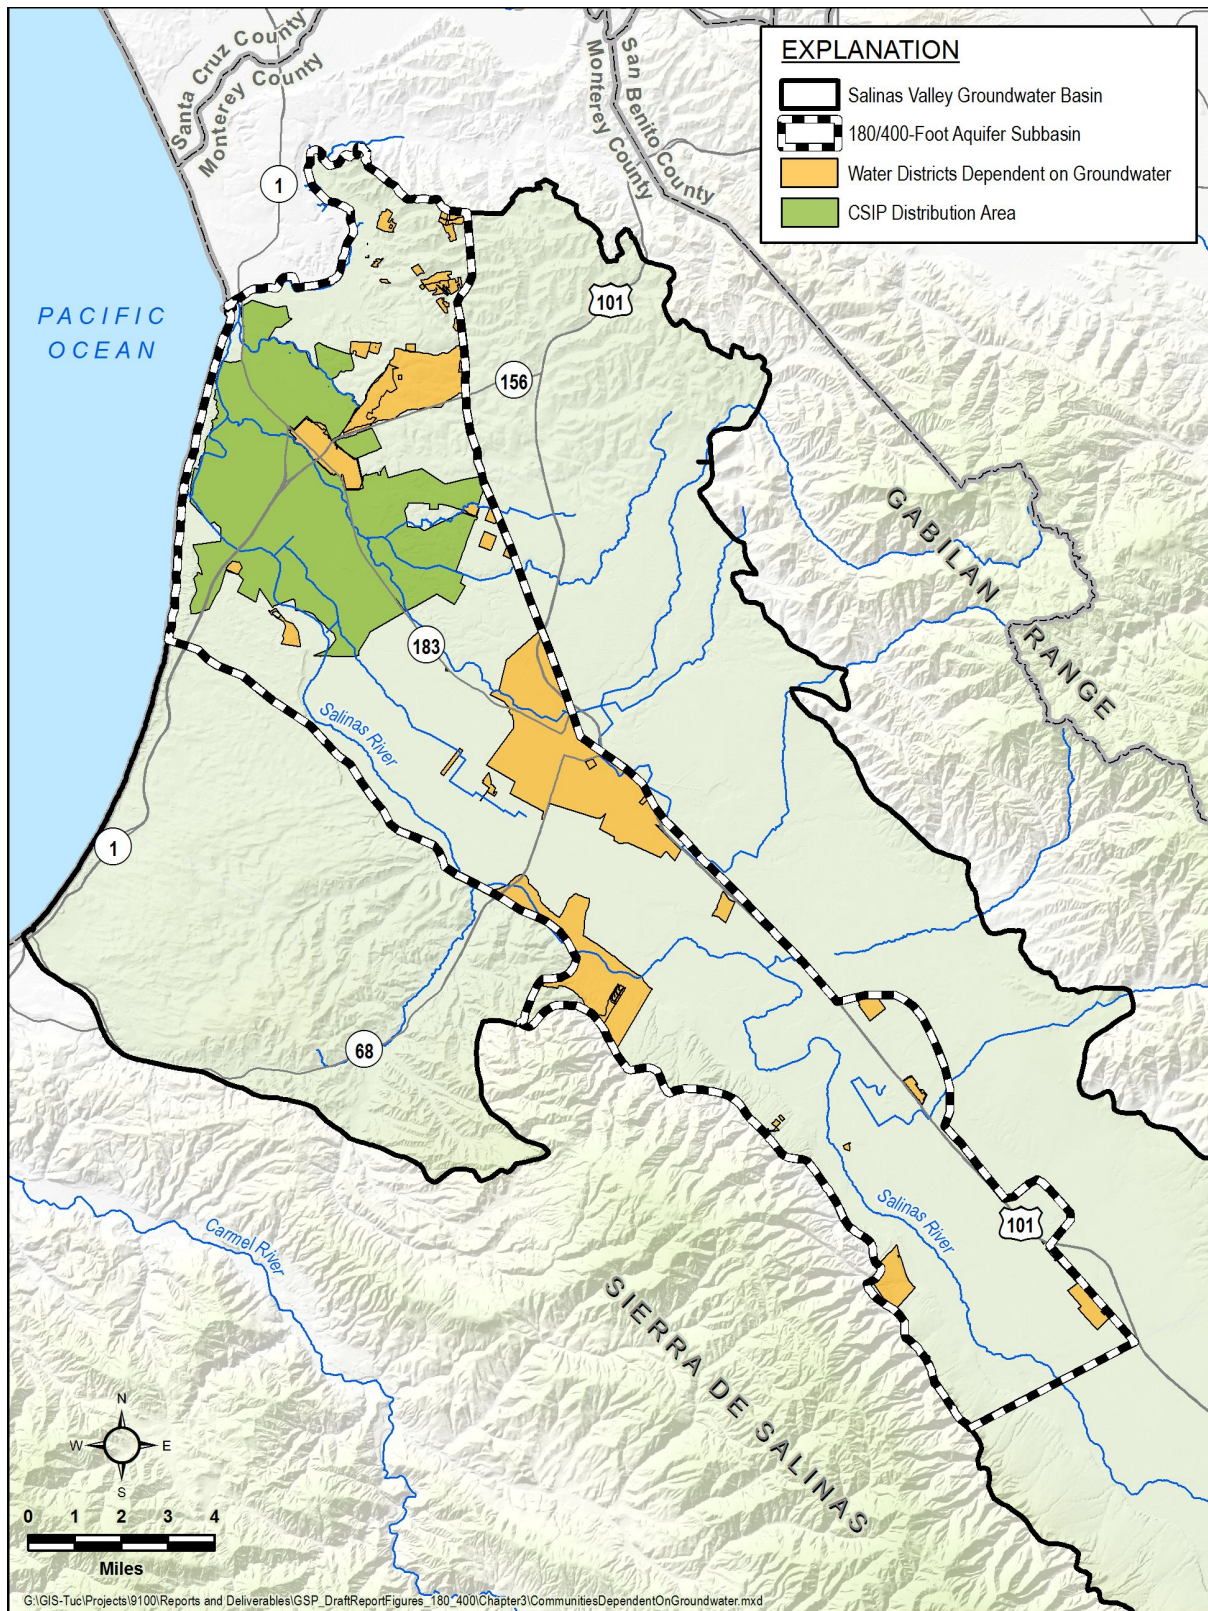 EXPLANATION
Salinas Valley Groundwater Basin
180/400-Foot Aquifer Subbasin
Water Districts Dependent on Groundwater
CSIP Distribution Area
Santa Cruz County
Monterey County
San Benito County
Monterey County
1
101
PACIFIC
OCEAN
156
GABILAN
RANGE
183
Salinas River
1
68
Salinas River
101
Carmel River
SIERRA DE SALINAS
N
W
E
S
0 1 2 3 4
Miles
G:\GIS-Tuc\Projects\9100\Reports and Deliverables\GSP_DraftReportFigures_180_400\Chapter3\CommunitiesDependentOnGroundwater.mxd